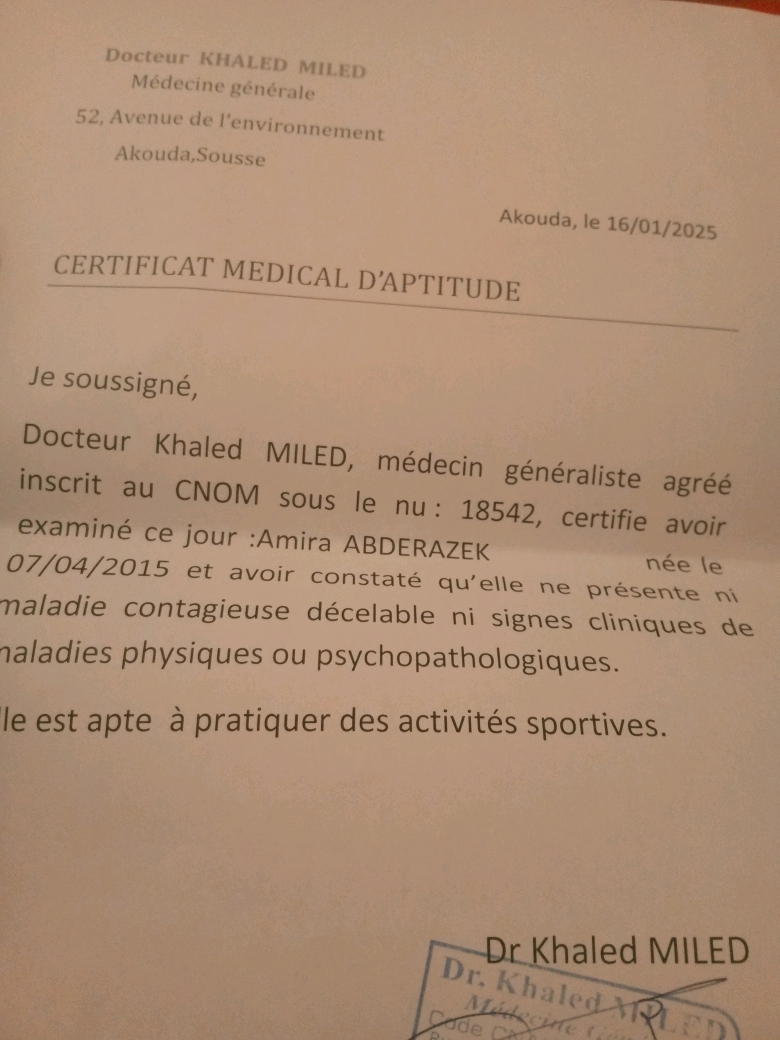 Docteur KHALED MILED
Médecine générale
52, Avenue de l'environnement
Akouda,Sousse
Akouda, le 16/01/2025
CERTIFICAT MEDICAL D'APTITUDE
Je soussigné,
Docteur Khaled MILED, médecin généraliste agréé
inscrit au CNOM sous le nu : 18542, certifie avoir
examiné ce jour :Amira ABDERAZEK née le
07/04/2015 et avoir constaté qu'elle ne présente ni
maladie contagieuse décelable ni signes cliniques de
maladies physiques ou psychopathologiques.
lle est apte à pratiquer des activités sportives.
Dr Khaled MILED
Dr. Khaled MILED
Médecine
Code